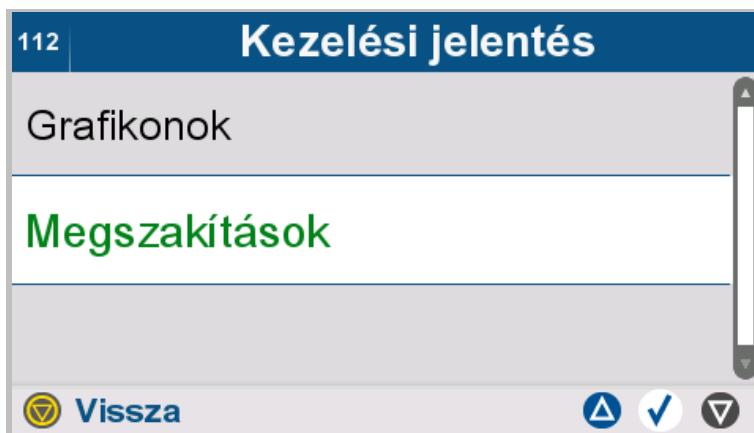 112
Kezelési jelentés
Grafikonok
Megszakítások
Vissza